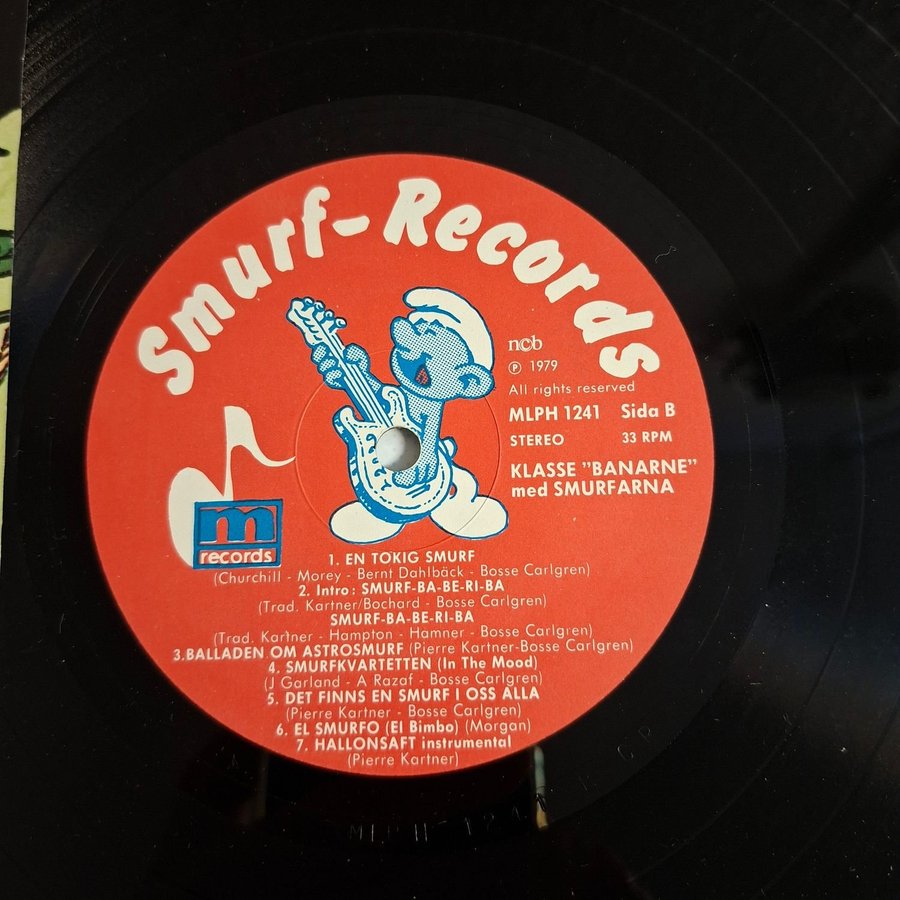 Smurf-Records
ncb
℗ 1979
All rights reserved
MLPH 1241 Sida B
STEREO 33 RPM
KLASSE "BANARNE"
med SMURFARNA
m
records
1. EN TOKIG SMURF
(Churchill - Morey - Bernt Dahlbäck - Bosse Carlgren)
2. Intro: SMURF-BA-BE-RI-BA
(Trad. Kartner/Bochard - Bosse Carlgren)
SMURF-BA-BE-RI-BA
(Trad. Kartner - Hampton - Hamner - Bosse Carlgren)
3.BALLADEN OM ASTROSMURF (Pierre Kartner-Bosse Carlgren)
4. SMURFKVARTETTEN (In The Mood)
(J Garland - A Razaf - Bosse Carlgren)
5. DET FINNS EN SMURF I OSS ALLA
(Pierre Kartner - Bosse Carlgren)
6. EL SMURFO (El Bimbo) (Morgan)
7. HALLONSAFT instrumental
(Pierre Kartner)